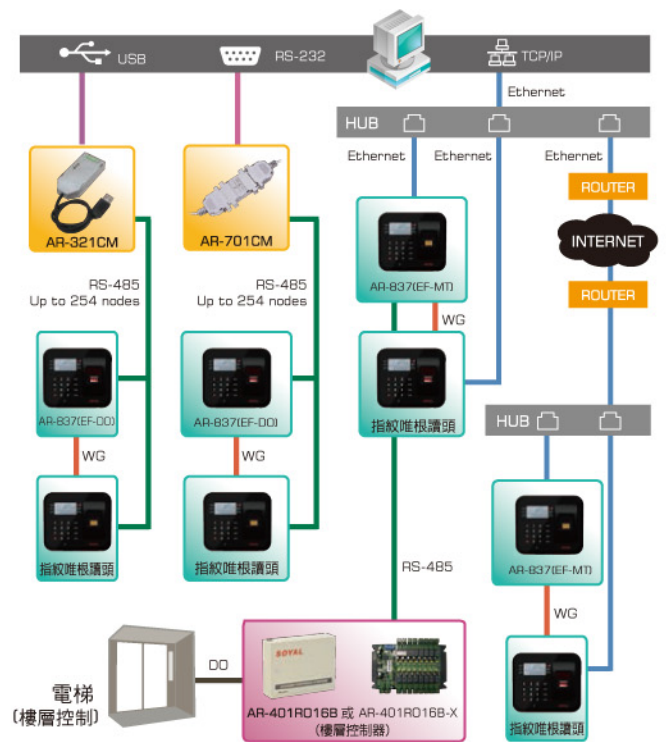 USB
RS-232
TCP/IP
Ethernet
HUB
Ethernet
Ethernet
Ethernet
ROUTER
AR-321CM
AR-701CM
INTERNET
AR-837(EF-MT)
ROUTER
RS-485
Up to 254 nodes
RS-485
Up to 254 nodes
WG
AR-837(EF-DO)
AR-837(EF-DO)
指紋唯根讀頭
HUB
WG
WG
指紋唯根讀頭
指紋唯根讀頭
RS-485
AR-837(EF-MT)
WG
DO
SOYAL
電梯
(樓層控制)
AR-401RO16B 或 AR-401RO16B-X
(樓層控制器)
指紋唯根讀頭